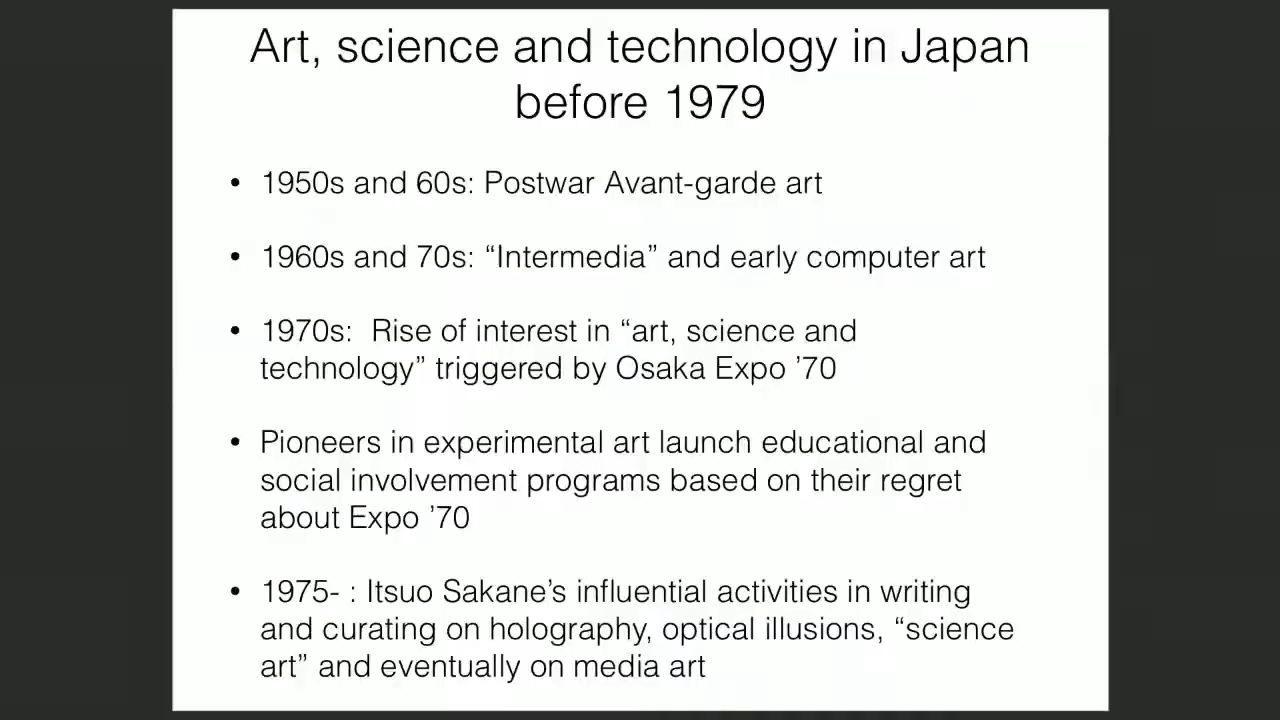 Art, science and technology in Japan
before 1979
• 1950s and 60s: Postwar Avant-garde art
• 1960s and 70s: “Intermedia” and early computer art
• 1970s:  Rise of interest in “art, science and
technology” triggered by Osaka Expo ’70
• Pioneers in experimental art launch educational and
social involvement programs based on their regret
about Expo ’70
• 1975- : Itsuo Sakane’s influential activities in writing
and curating on holography, optical illusions, “science
art” and eventually on media art